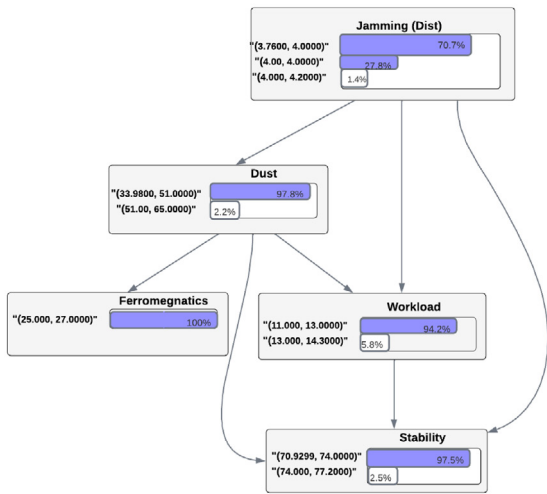 Jamming (Dist)
"(3.7600, 4.0000)" 70.7%
"(4.00, 4.0000)" 27.8%
"(4.000, 4.2000)" 1.4%
Dust
"(33.9800, 51.0000)" 97.8%
"(51.00, 65.0000)" 2.2%
Ferromegnatics
"(25.000, 27.0000)" 100%
Workload
"(11.000, 13.0000)" 94.2%
"(13.000, 14.3000)" 5.8%
Stability
"(70.9299, 74.0000)" 97.5%
"(74.000, 77.2000)" 2.5%